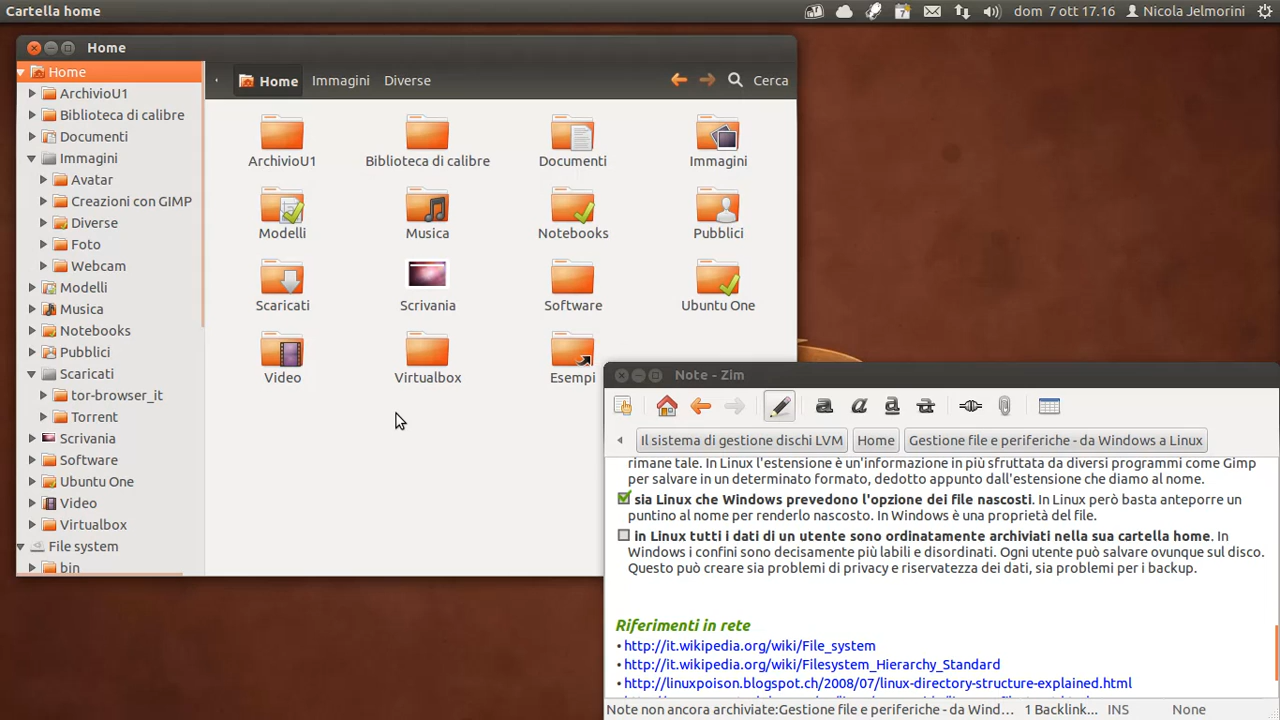 Cartella home
dom 7 ott 17.16
Nicola Jelmorini
Home
Home
ArchivioU1
Biblioteca di calibre
Documenti
Immagini
Avatar
Creazioni con GIMP
Diverse
Foto
Webcam
Modelli
Musica
Notebooks
Pubblici
Scaricati
tor-browser_it
Torrent
Scrivania
Software
Ubuntu One
Video
Virtualbox
File system
bin
Home Immagini Diverse
Cerca
ArchivioU1 Biblioteca di calibre Documenti Immagini
Modelli Musica Notebooks Pubblici
Scaricati Scrivania Software Ubuntu One
Video Virtualbox Esempi
Note - Zim
Il sistema di gestione dischi LVM Home Gestione file e periferiche - da Windows a Linux
rimane tale. In Linux l'estensione è un'informazione in più sfruttata da diversi programmi come Gimp
per salvare in un determinato formato, dedotto appunto dall'estensione che diamo al nome.
sia Linux che Windows prevedono l'opzione dei file nascosti. In Linux però basta anteporre un
puntino al nome per renderlo nascosto. In Windows è una proprietà del file.
in Linux tutti i dati di un utente sono ordinatamente archiviati nella sua cartella home. In
Windows i confini sono decisamente più labili e disordinati. Ogni utente può salvare ovunque sul disco.
Questo può creare sia problemi di privacy e riservatezza dei dati, sia problemi per i backup.
Riferimenti in rete
• http://it.wikipedia.org/wiki/File_system
• http://it.wikipedia.org/wiki/Filesystem_Hierarchy_Standard
• http://linuxpoison.blogspot.ch/2008/07/linux-directory-structure-explained.html
Note non ancora archiviate:Gestione file e periferiche - da Wind... 1 Backlink... INS None